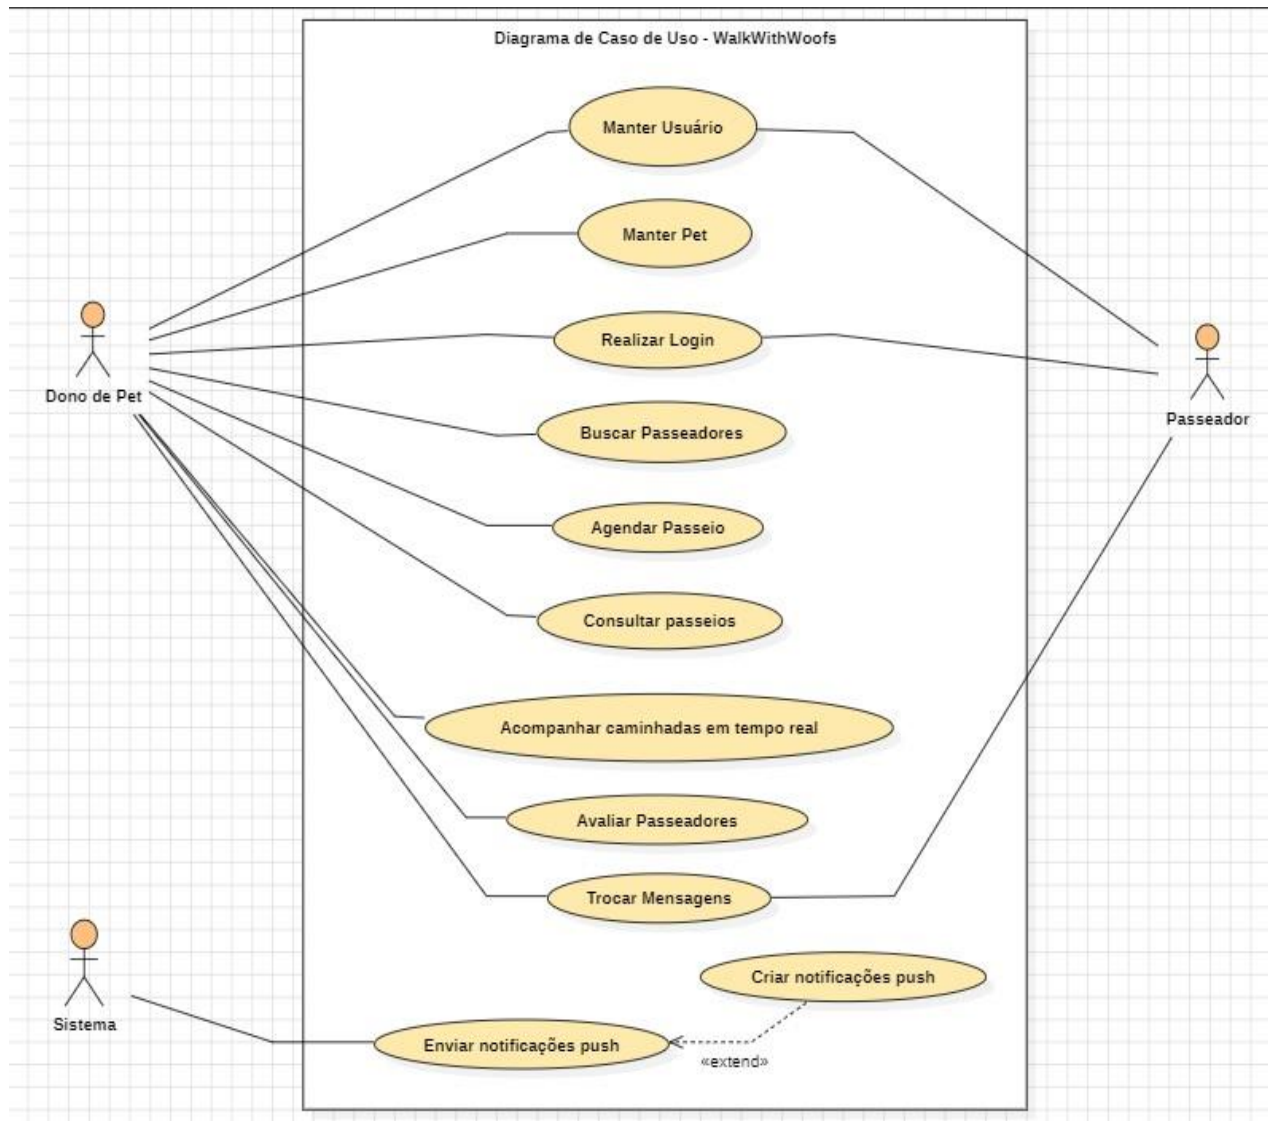 Diagrama de Caso de Uso - WalkWithWoofs
Manter Usuário
Manter Pet
Realizar Login
Dono de Pet
Passeador
Buscar Passeadores
Agendar Passeio
Consultar passeios
Acompanhar caminhadas em tempo real
Avaliar Passeadores
Trocar Mensagens
Criar notificações push
Sistema
Enviar notificações push
«extend»